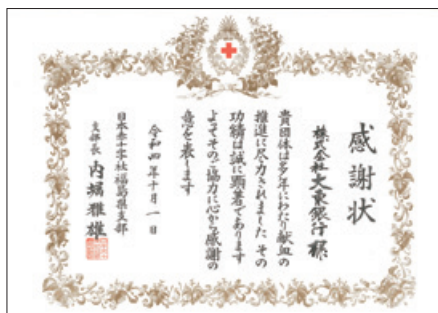 感謝状
株式会社大東銀行様
貴団体は多年にわたり献血の
推進に尽力されました その
功績は誠に顕著であります
よってそのご協力に心から感謝の
意を表します
令和四年十月一日
日本赤十字社福島県支部
支部長 内堀雅雄